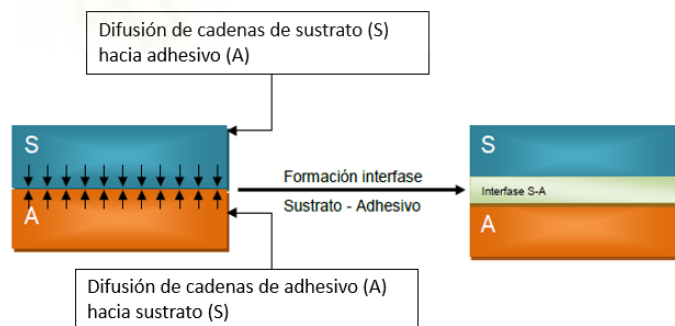 Difusión de cadenas de sustrato (S)
hacia adhesivo (A)
S
A
Formación interfase
Sustrato - Adhesivo
S
Interfase S-A
A
Difusión de cadenas de adhesivo (A)
hacia sustrato (S)